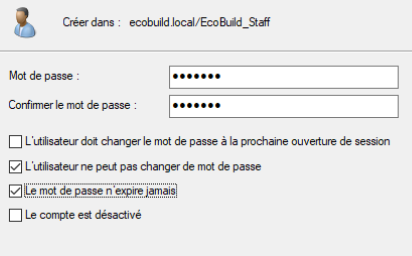 Créer dans : ecobuild.local/EcoBuild_Staff
Mot de passe : •••••••
Confirmer le mot de passe : •••••••
L'utilisateur doit changer le mot de passe à la prochaine ouverture de session
L'utilisateur ne peut pas changer de mot de passe
Le mot de passe n'expire jamais
Le compte est désactivé